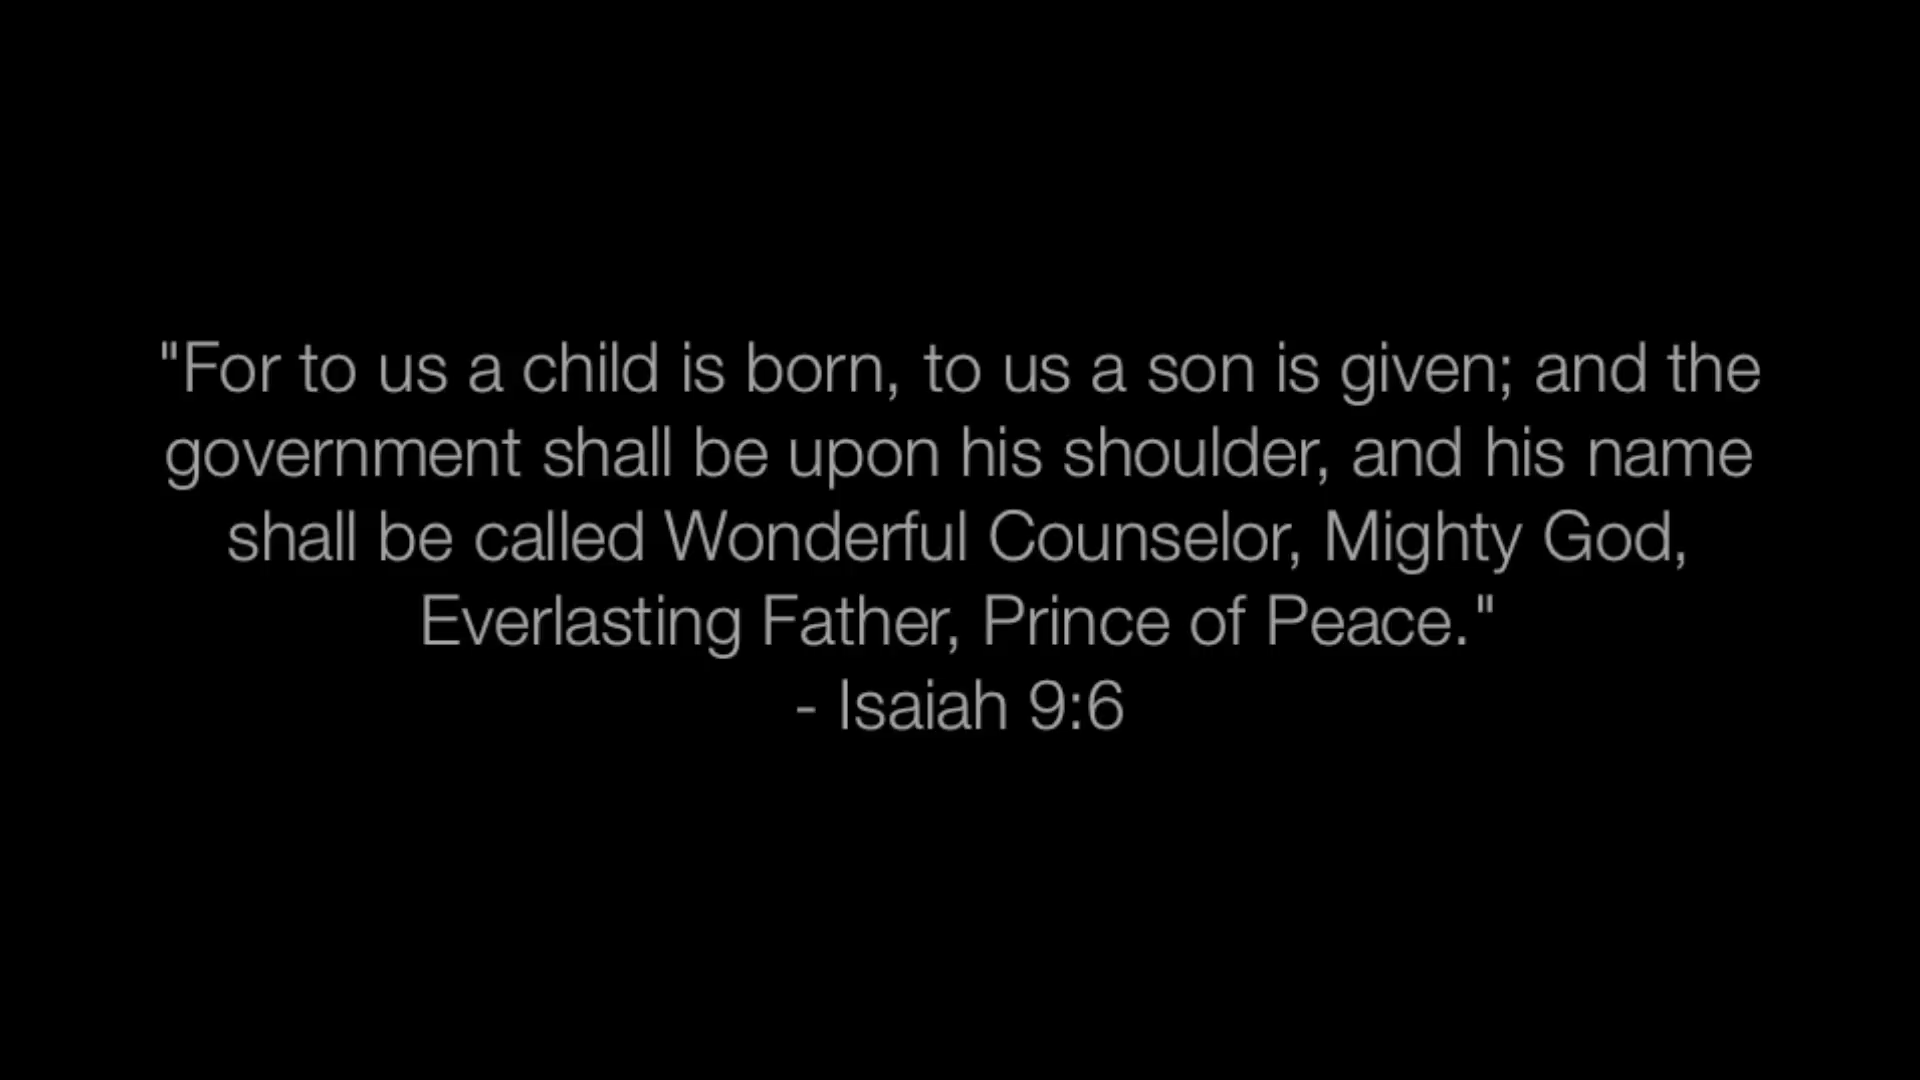 "For to us a child is born, to us a son is given; and the
government shall be upon his shoulder, and his name
shall be called Wonderful Counselor, Mighty God,
Everlasting Father, Prince of Peace."
- Isaiah 9:6